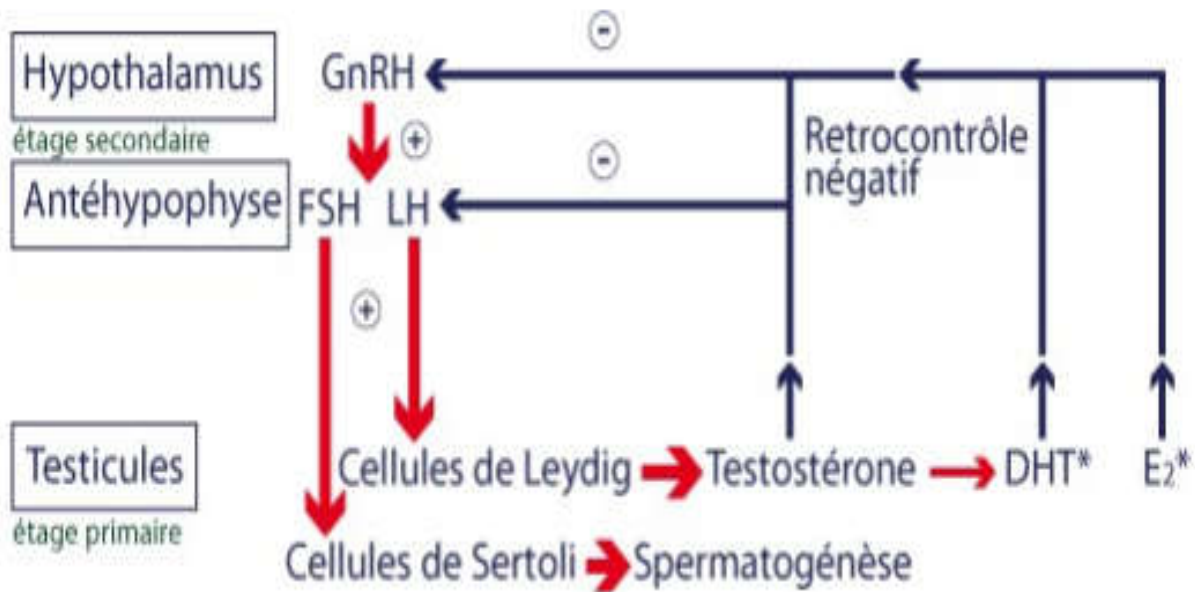 Hypothalamus
GnRH
-
étage secondaire
+
-
Retrocontrôle
négatif
Antéhypophyse
FSH LH
+
Testicules
Cellules de Leydig
Testostérone
DHT*
E2*
étage primaire
Cellules de Sertoli
Spermatogénèse